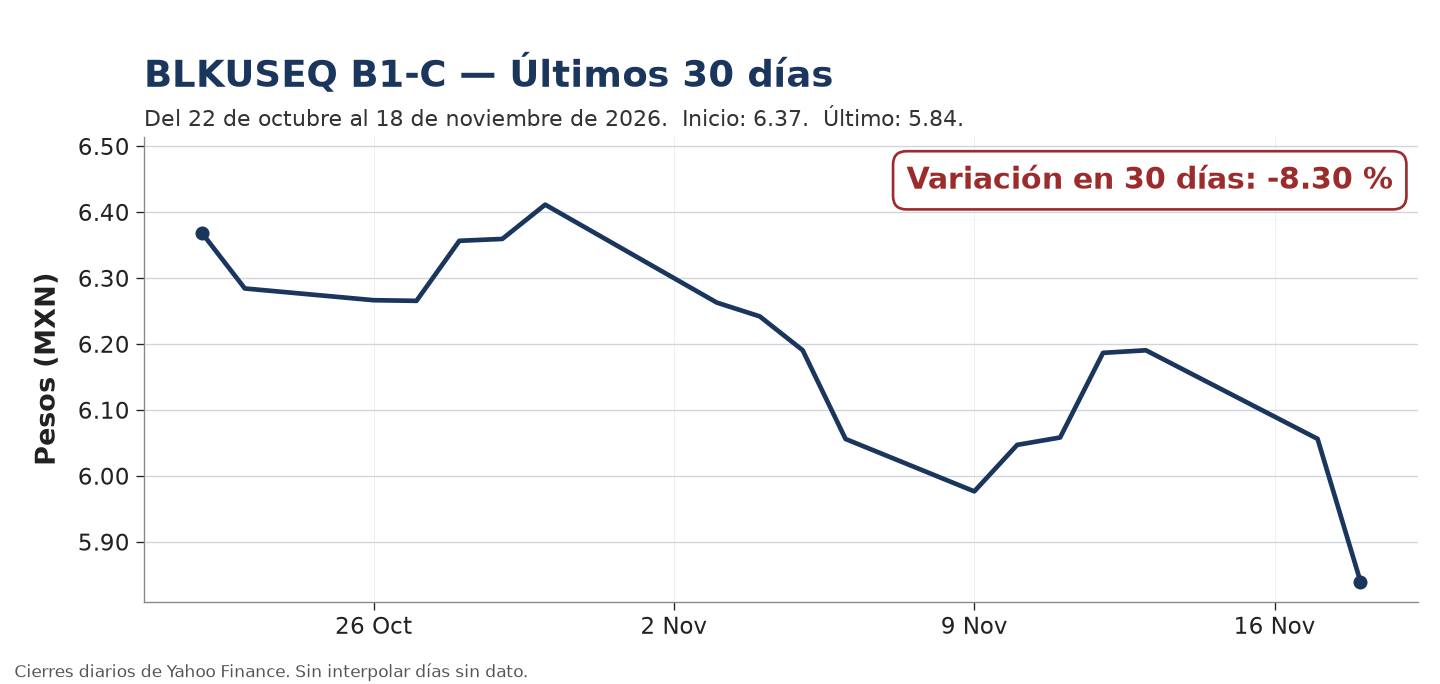 BLKUSEQ B1-C — Últimos 30 días
Del 22 de octubre al 18 de noviembre de 2026.  Inicio: 6.37.  Último: 5.84.
Variación en 30 días: -8.30 %
Pesos (MXN)
6.50
6.40
6.30
6.20
6.10
6.00
5.90
26 Oct
2 Nov
9 Nov
16 Nov
Cierres diarios de Yahoo Finance. Sin interpolar días sin dato.